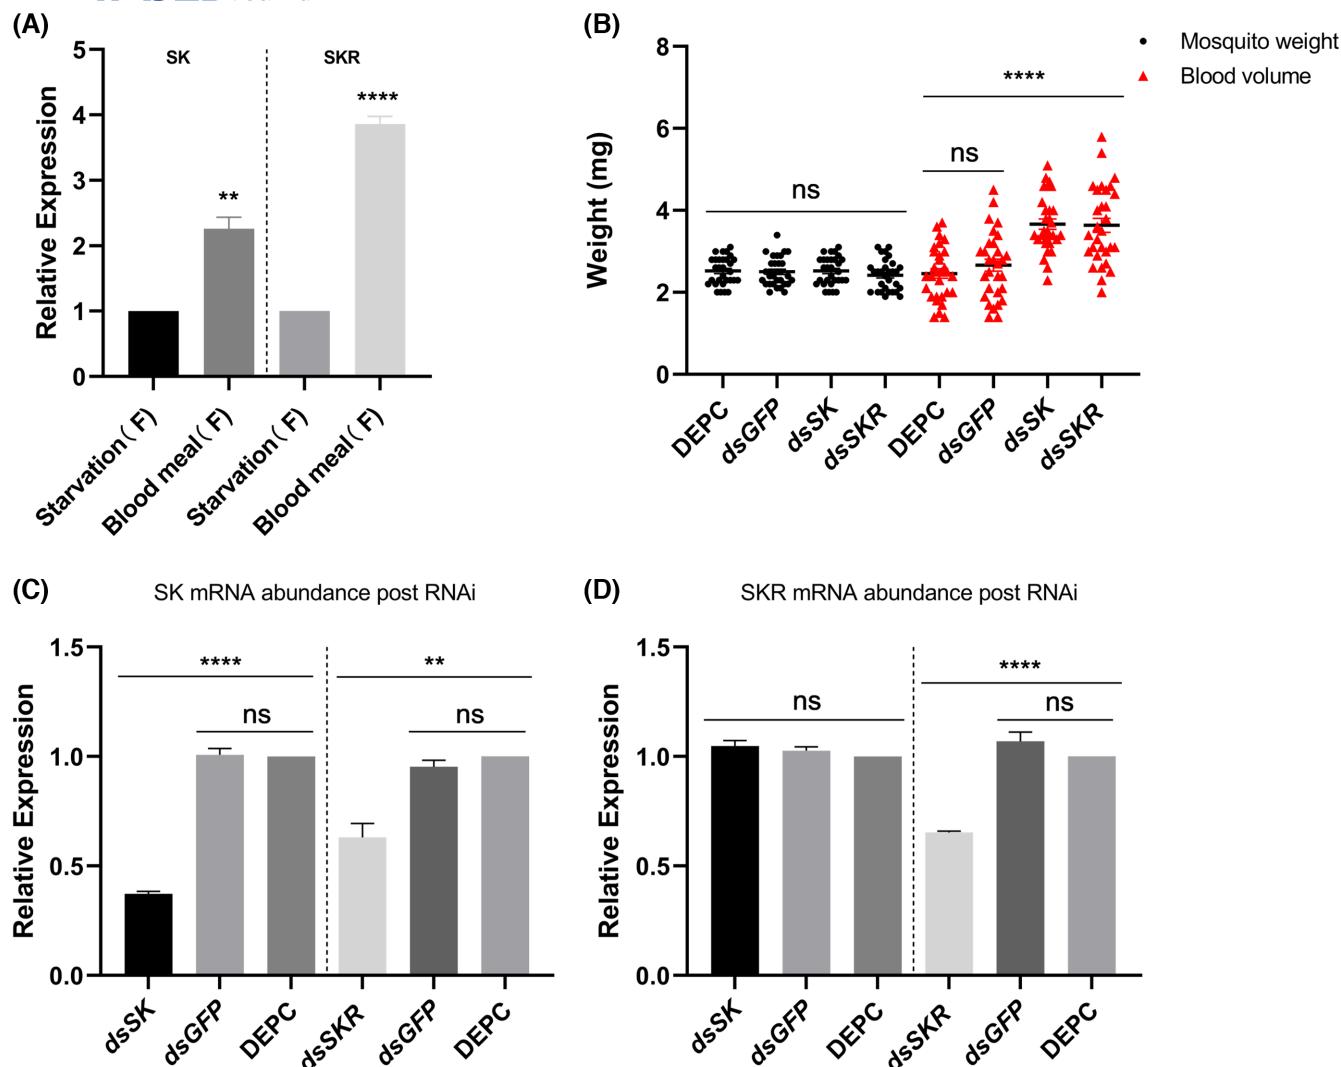 (A)
SK
SKR
5
4
3
2
1
0
Relative Expression
**
****
Starvation( F)
Blood meal( F)
Starvation( F)
Blood meal( F)
(B)
Mosquito weight
Blood volume
8
6
4
2
0
Weight (mg)
ns
ns
****
DEPC
dsGFP
dsSK
dsSKR
DEPC
dsGFP
dsSK
dsSKR
(C)
SK mRNA abundance post RNAi
1.5
1.0
0.5
0.0
Relative Expression
****
ns
**
ns
dsSK
dsGFP
DEPC
dsSKR
dsGFP
DEPC
(D)
SKR mRNA abundance post RNAi
1.5
1.0
0.5
0.0
Relative Expression
ns
****
ns
dsSK
dsGFP
DEPC
dsSKR
dsGFP
DEPC